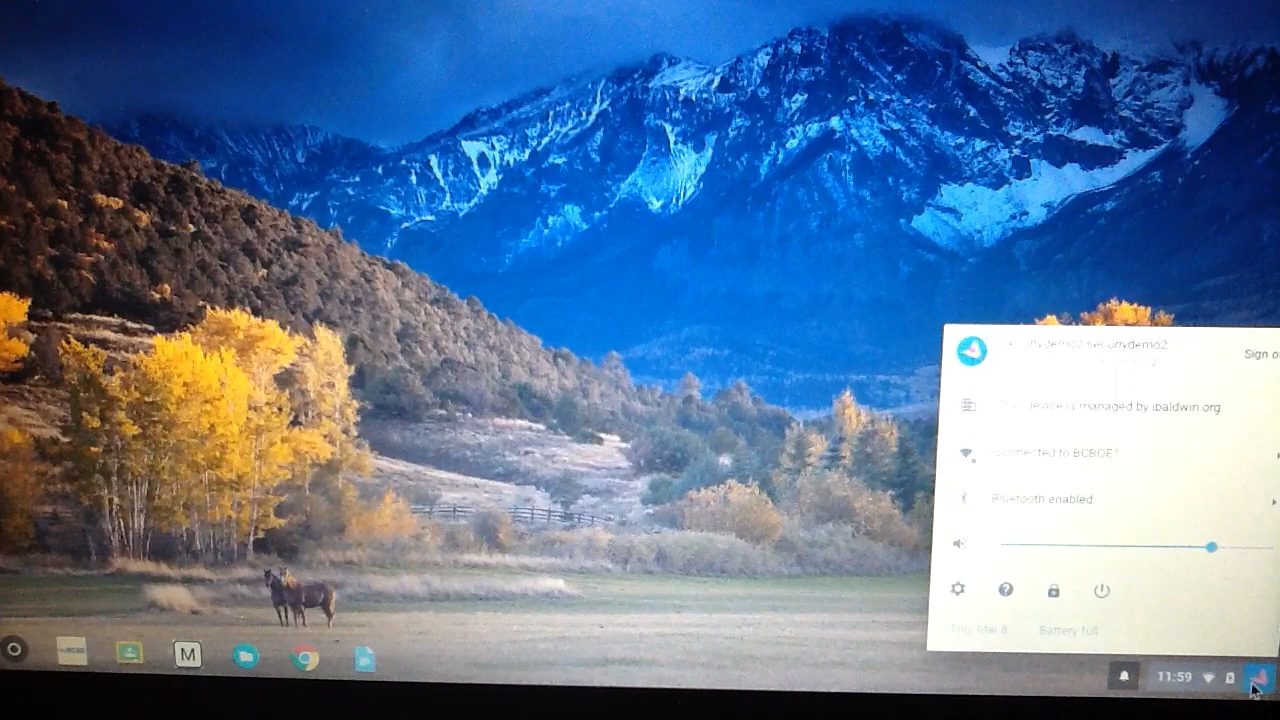 securlydemo2 securlydemo2
Sign o
This device is managed by ibaldwin.org
Connected to BCBOE1
Bluetooth enabled
Thu, Mar 8
Battery full
M
11:59